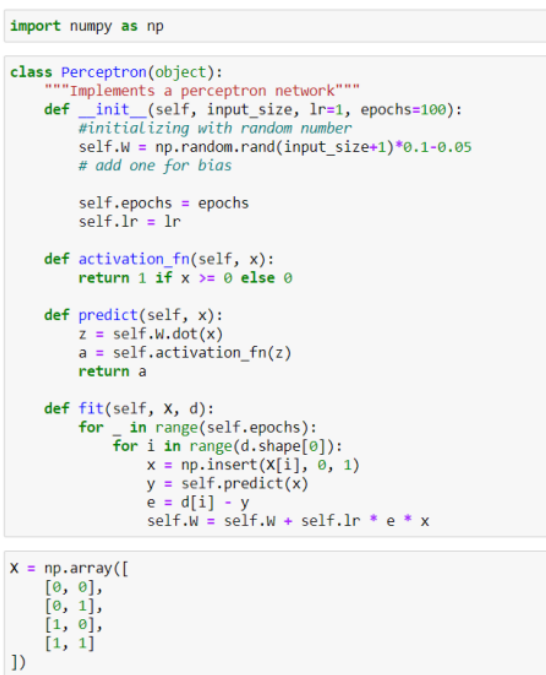 import numpy as np
class Perceptron(object):
    """Implements a perceptron network"""
    def __init__(self, input_size, lr=1, epochs=100):
        #initializing with random number
        self.W = np.random.rand(input_size+1)*0.1-0.05
        # add one for bias
        self.epochs = epochs
        self.lr = lr
    def activation_fn(self, x):
        return 1 if x >= 0 else 0
    def predict(self, x):
        z = self.W.dot(x)
        a = self.activation_fn(z)
        return a
    def fit(self, X, d):
        for _ in range(self.epochs):
            for i in range(d.shape[0]):
                x = np.insert(X[i], 0, 1)
                y = self.predict(x)
                e = d[i] - y
                self.W = self.W + self.lr * e * x
X = np.array([
    [0, 0],
    [0, 1],
    [1, 0],
    [1, 1]
])